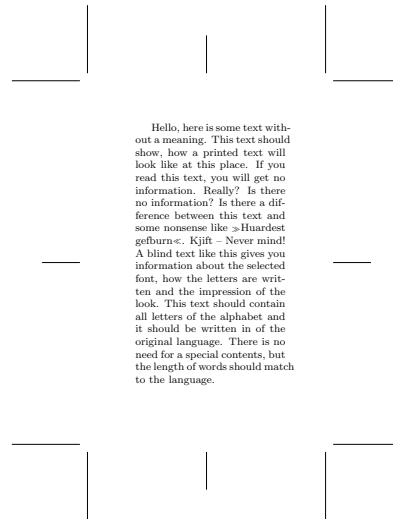 Hello, here is some text with-
out a meaning. This text should
show, how a printed text will
look like at this place. If you
read this text, you will get no
information. Really? Is there
no information? Is there a dif-
ference between this text and
some nonsense like ≫Huardest
gefburn≪. Kjift – Never mind!
A blind text like this gives you
information about the selected
font, how the letters are writ-
ten and the impression of the
look. This text should contain
all letters of the alphabet and
it should be written in of the
original language. There is no
need for a special contents, but
the length of words should match
to the language.